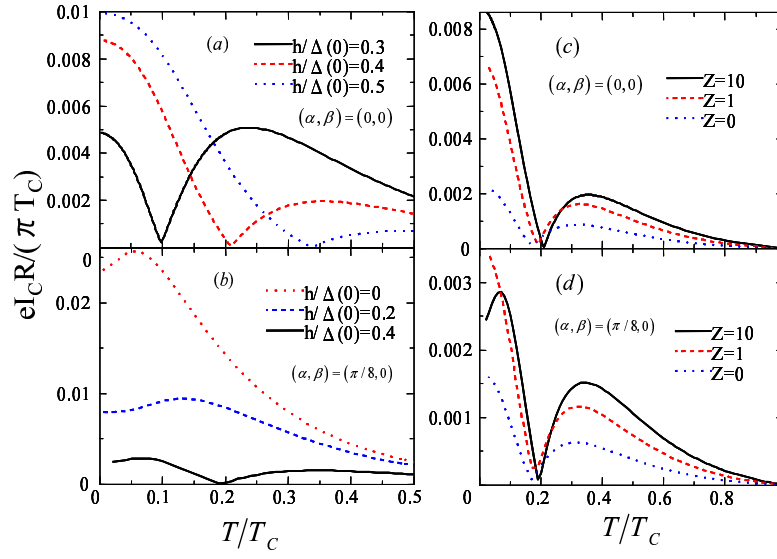 eI_C R/(π T_C)
0.01
0.008
0.006
0.004
0.002
0
(a)
h/Δ(0)=0.3
h/Δ(0)=0.4
h/Δ(0)=0.5
(α,β)=(0,0)
0.02
0.01
0
(b)
h/Δ(0)=0
h/Δ(0)=0.2
h/Δ(0)=0.4
(α,β)=(π/8,0)
0 0.1 0.2 0.3 0.4 0.5
T/T_C
0.008
0.006
0.004
0.002
0
(c)
Z=10
Z=1
Z=0
(α,β)=(0,0)
0.003
0.002
0.001
(d)
Z=10
Z=1
Z=0
(α,β)=(π/8,0)
0 0.2 0.4 0.6 0.8
T/T_C